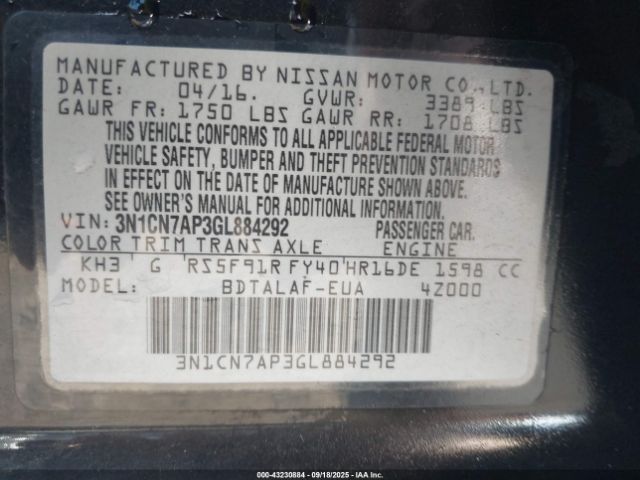 MANUFACTURED BY NISSAN MOTOR CO., LTD.
DATE: 04/16. GVWR: 3389 LBS
GAWR FR: 1750 LBS GAWR RR: 1708 LBS
THIS VEHICLE CONFORMS TO ALL APPLICABLE FEDERAL MOTOR
VEHICLE SAFETY, BUMPER AND THEFT PREVENTION STANDARDS
IN EFFECT ON THE DATE OF MANUFACTURE SHOWN ABOVE.
SEE OWNER'S MANUAL FOR ADDITIONAL INFORMATION.
VIN: 3N1CN7AP3GL884292 PASSENGER CAR.
COLOR TRIM TRANS AXLE ENGINE
KH3 G RS5F91R FY40 HR16DE 1598 CC
MODEL: BDTALAF-EUA 4Z000
3N1CN7AP3GL884292
000-43230884 - 09/18/2025 - IAA Inc.